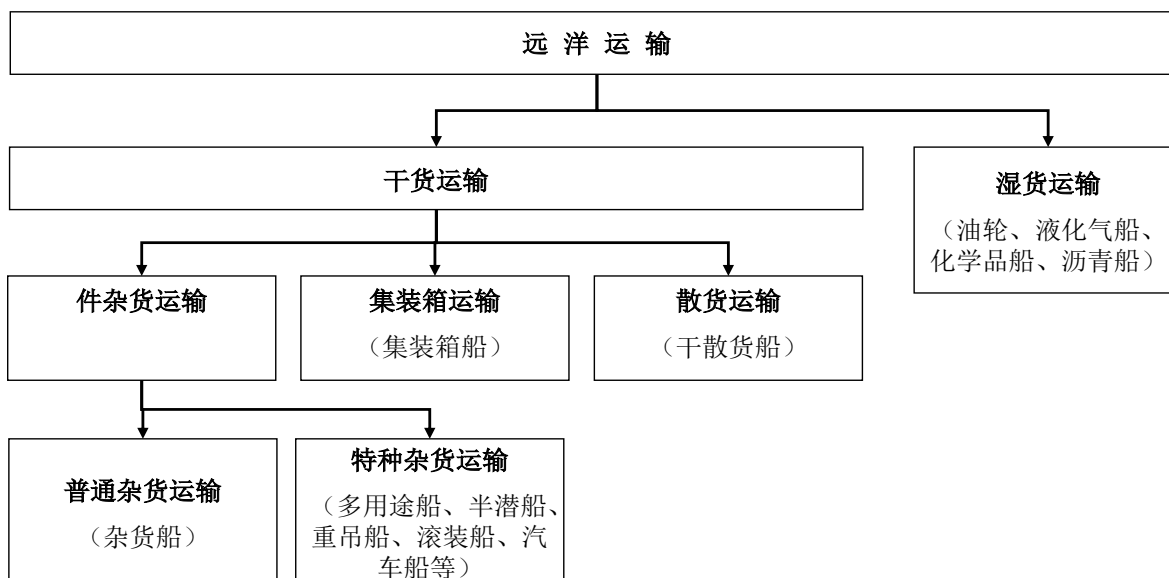 远 洋 运 输
干货运输
湿货运输
（油轮、液化气船、
化学品船、沥青船）
件杂货运输
集装箱运输
（集装箱船）
散货运输
（干散货船）
普通杂货运输
（杂货船）
特种杂货运输
（多用途船、半潜船、
重吊船、滚装船、汽
车船等）